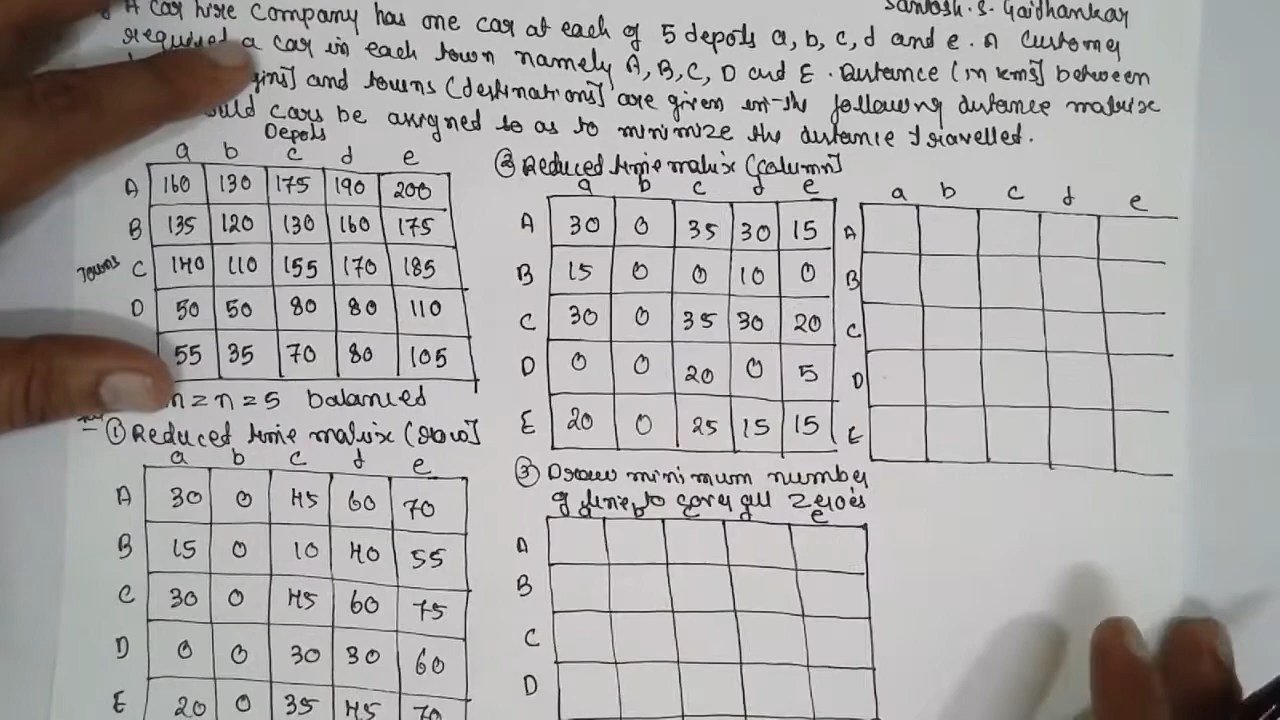 A car hire company has one car at each of 5 depots a, b, c, d and e. A customer
Santosh. S. Gaidhankar
required a car in each town namely A, B, C, D and E. Distance (in kms] between
and towns (destinations] are given in the following distance matrix
cars be assigned so as to minimize the distance travelled.
Depots
a b c d e
A 160 130 175 190 200
B 135 120 130 160 175
Towns C 140 110 155 170 185
D 50 50 80 80 110
55 35 70 80 105
= n = 5 balanced
① Reduced time matrix (row]
a b c d e
A 30 0 45 60 70
B 15 0 10 40 55
C 30 0 45 60 75
D 0 0 30 30 60
E 20 0 35 45 70
② Reduced time matrix (column]
a b c d e
A 30 0 35 30 15
B 15 0 0 10 0
C 30 0 35 30 20
D 0 0 20 0 5
E 20 0 25 15 15
③ Draw minimum number
of line to cover all zeroes
b c d e
A
B
C
D
a b c d e
A
B
C
D
E